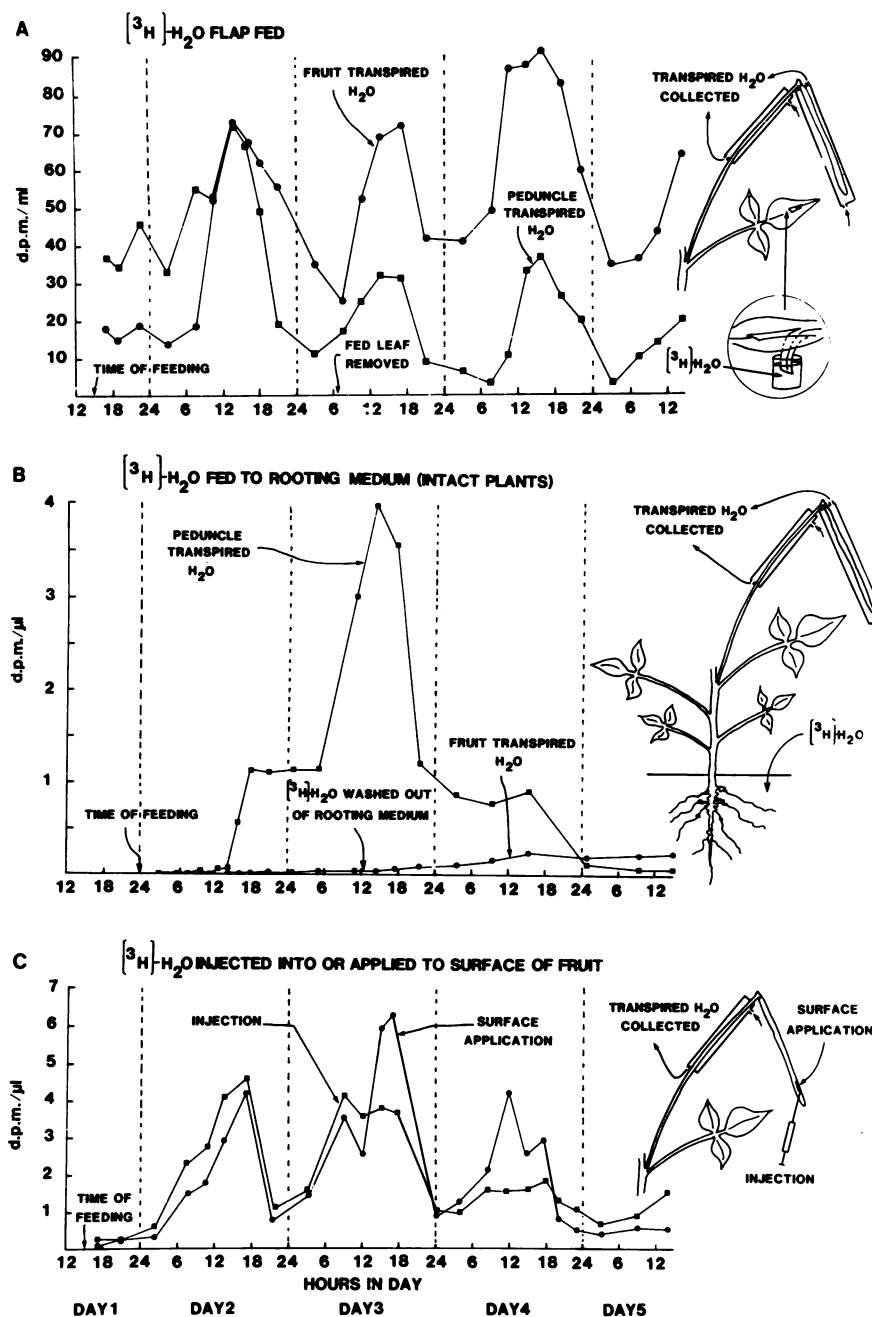 A
[³H]-H₂O FLAP FED
90
80
70
60
50
40
30
20
10
d.p.m./ml
FRUIT TRANSPIRED
H₂O
PEDUNCLE
TRANSPIRED
H₂O
TIME OF FEEDING
FED LEAF
REMOVED
TRANSPIRED H₂O
COLLECTED
[³H]-H₂O
12 18 24 6 12 18 24 6 12 18 24 6 12 18 24 6 12
B
[³H]-H₂O FED TO ROOTING MEDIUM (INTACT PLANTS)
4
3
2
1
d.p.m./µl
PEDUNCLE
TRANSPIRED
H₂O
TIME OF FEEDING
[³H]-H₂O WASHED OUT
OF ROOTING MEDIUM
FRUIT TRANSPIRED
H₂O
TRANSPIRED H₂O
COLLECTED
[³H]-H₂O
12 18 24 6 12 18 24 6 12 18 24 6 12 18 24 6 12
C
[³H]-H₂O INJECTED INTO OR APPLIED TO SURFACE OF FRUIT
7
6
5
4
3
2
1
d.p.m./µl
INJECTION
SURFACE
APPLICATION
TIME OF
FEEDING
TRANSPIRED H₂O
COLLECTED
SURFACE
APPLICATION
INJECTION
12 18 24 6 12 18 24 6 12 18 24 6 12 18 24 6 12
HOURS IN DAY
DAY1 DAY2 DAY3 DAY4 DAY5